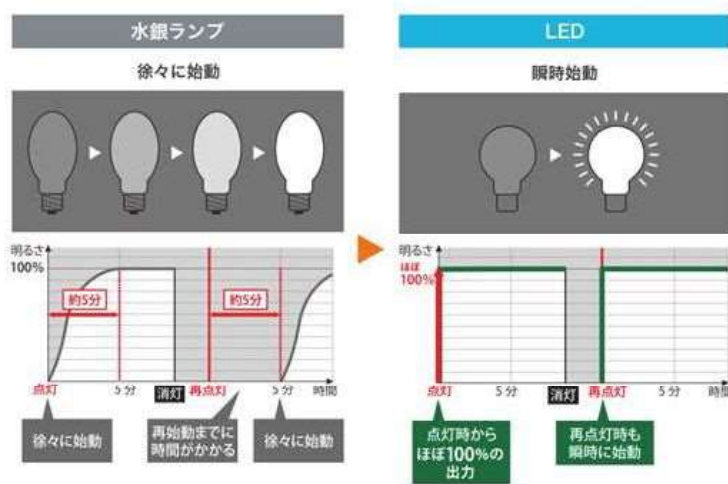 水銀ランプ
徐々に始動
明るさ
100%
約5分
約5分
点灯
5分
消灯
再点灯
5分
時間
徐々に始動
再始動までに
時間がかかる
徐々に始動
LED
瞬時始動
明るさ
ほぼ
100%
点灯
5分
消灯
再点灯
5分
時間
点灯時から
ほぼ100%の
出力
再点灯時も
瞬時に始動